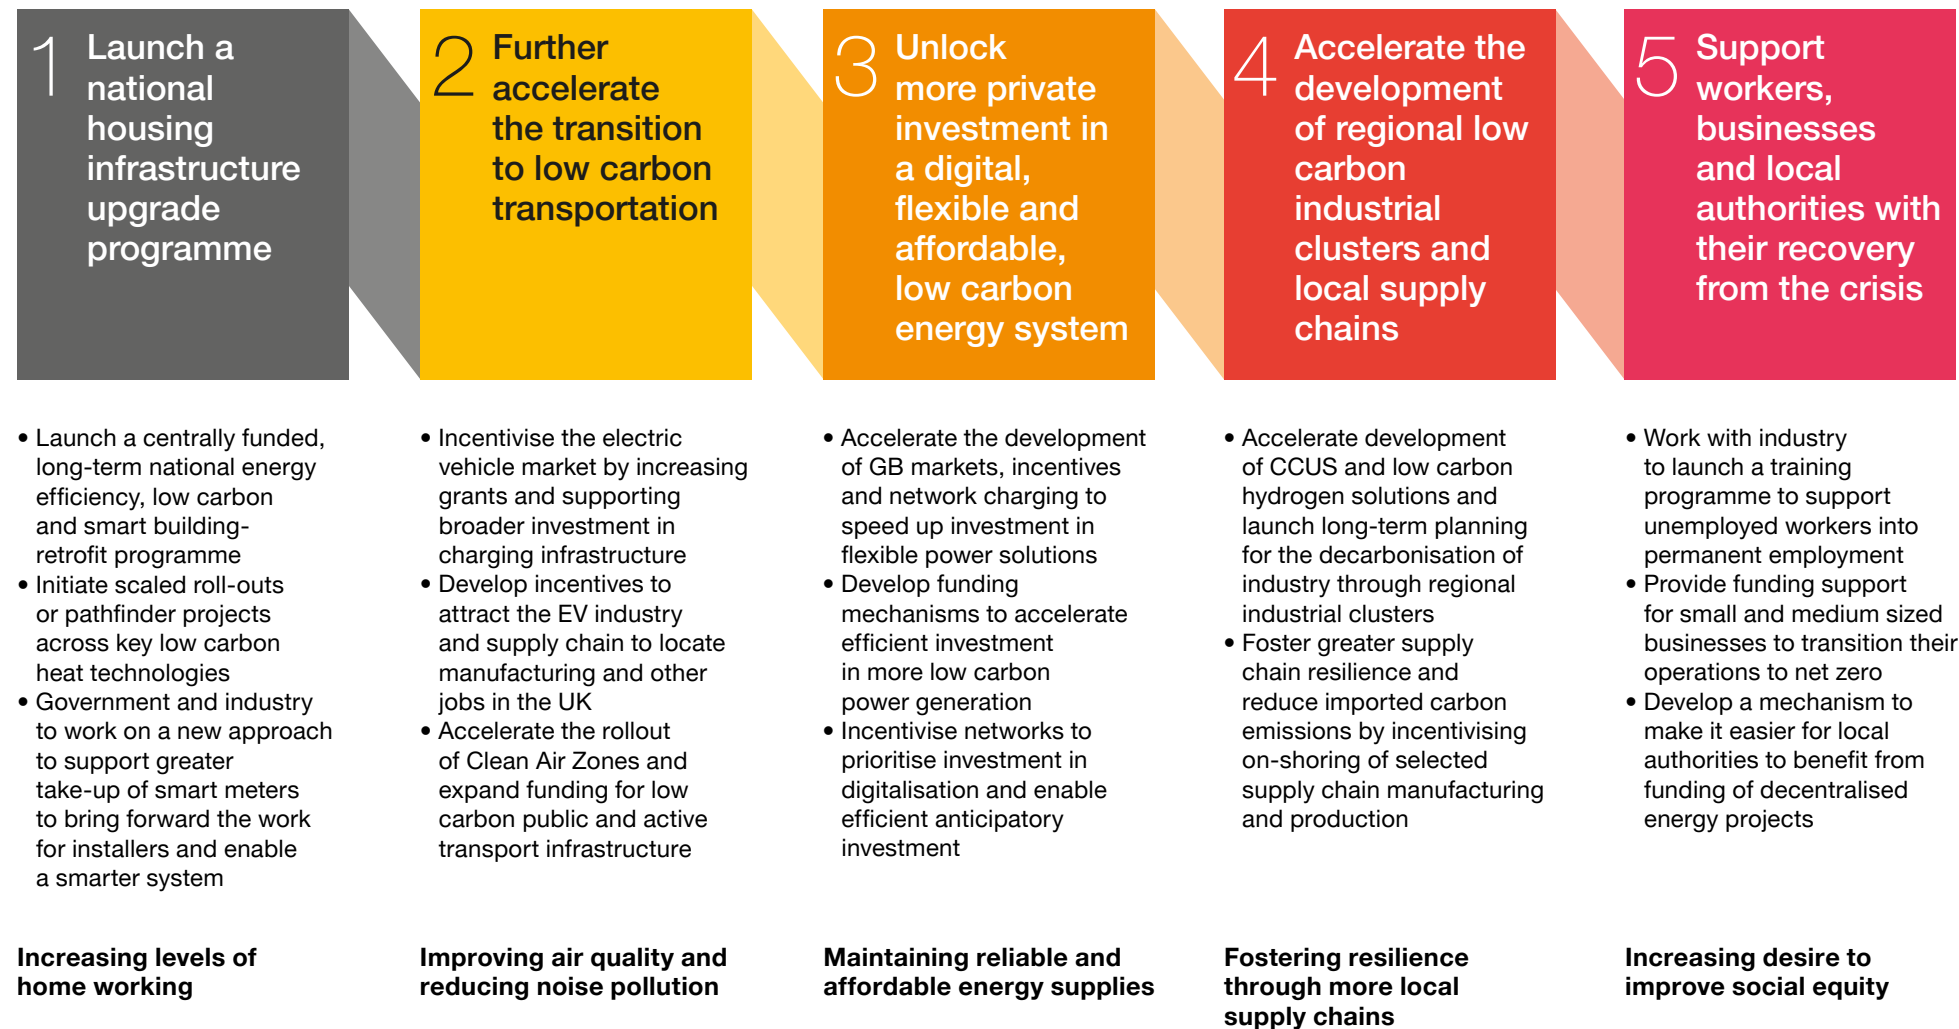 1
Launch a
national
housing
infrastructure
upgrade
programme
2
Further
accelerate
the transition
to low carbon
transportation
3
Unlock
more private
investment in
a digital,
flexible and
affordable,
low carbon
energy system
4
Accelerate the
development
of regional low
carbon
industrial
clusters and
local supply
chains
5
Support
workers,
businesses
and local
authorities with
their recovery
from the crisis
• Launch a centrally funded,
long-term national energy
efficiency, low carbon
and smart building-
retrofit programme
• Initiate scaled roll-outs
or pathfinder projects
across key low carbon
heat technologies
• Government and industry
to work on a new approach
to support greater
take-up of smart meters
to bring forward the work
for installers and enable
a smarter system
• Incentivise the electric
vehicle market by increasing
grants and supporting
broader investment in
charging infrastructure
• Develop incentives to
attract the EV industry
and supply chain to locate
manufacturing and other
jobs in the UK
• Accelerate the rollout
of Clean Air Zones and
expand funding for low
carbon public and active
transport infrastructure
• Accelerate the development
of GB markets, incentives
and network charging to
speed up investment in
flexible power solutions
• Develop funding
mechanisms to accelerate
efficient investment
in more low carbon
power generation
• Incentivise networks to
prioritise investment in
digitalisation and enable
efficient anticipatory
investment
• Accelerate development
of CCUS and low carbon
hydrogen solutions and
launch long-term planning
for the decarbonisation of
industry through regional
industrial clusters
• Foster greater supply
chain resilience and
reduce imported carbon
emissions by incentivising
on-shoring of selected
supply chain manufacturing
and production
• Work with industry
to launch a training
programme to support
unemployed workers into
permanent employment
• Provide funding support
for small and medium sized
businesses to transition their
operations to net zero
• Develop a mechanism to
make it easier for local
authorities to benefit from
funding of decentralised
energy projects
Increasing levels of
home working
Improving air quality and
reducing noise pollution
Maintaining reliable and
affordable energy supplies
Fostering resilience
through more local
supply chains
Increasing desire to
improve social equity